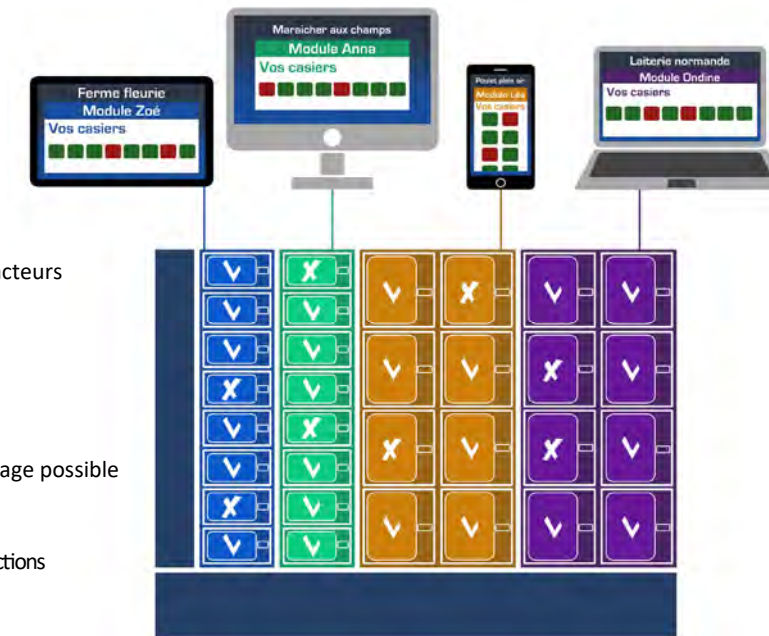 Ferme fleurie
Module Zoé
Vos casiers
Maraicher aux champs
Module Anna
Vos casiers
Poulet plein air
Module Léa
Vos casiers
Laiterie normande
Module Ondine
Vos casiers
cteurs
age possible
ctions